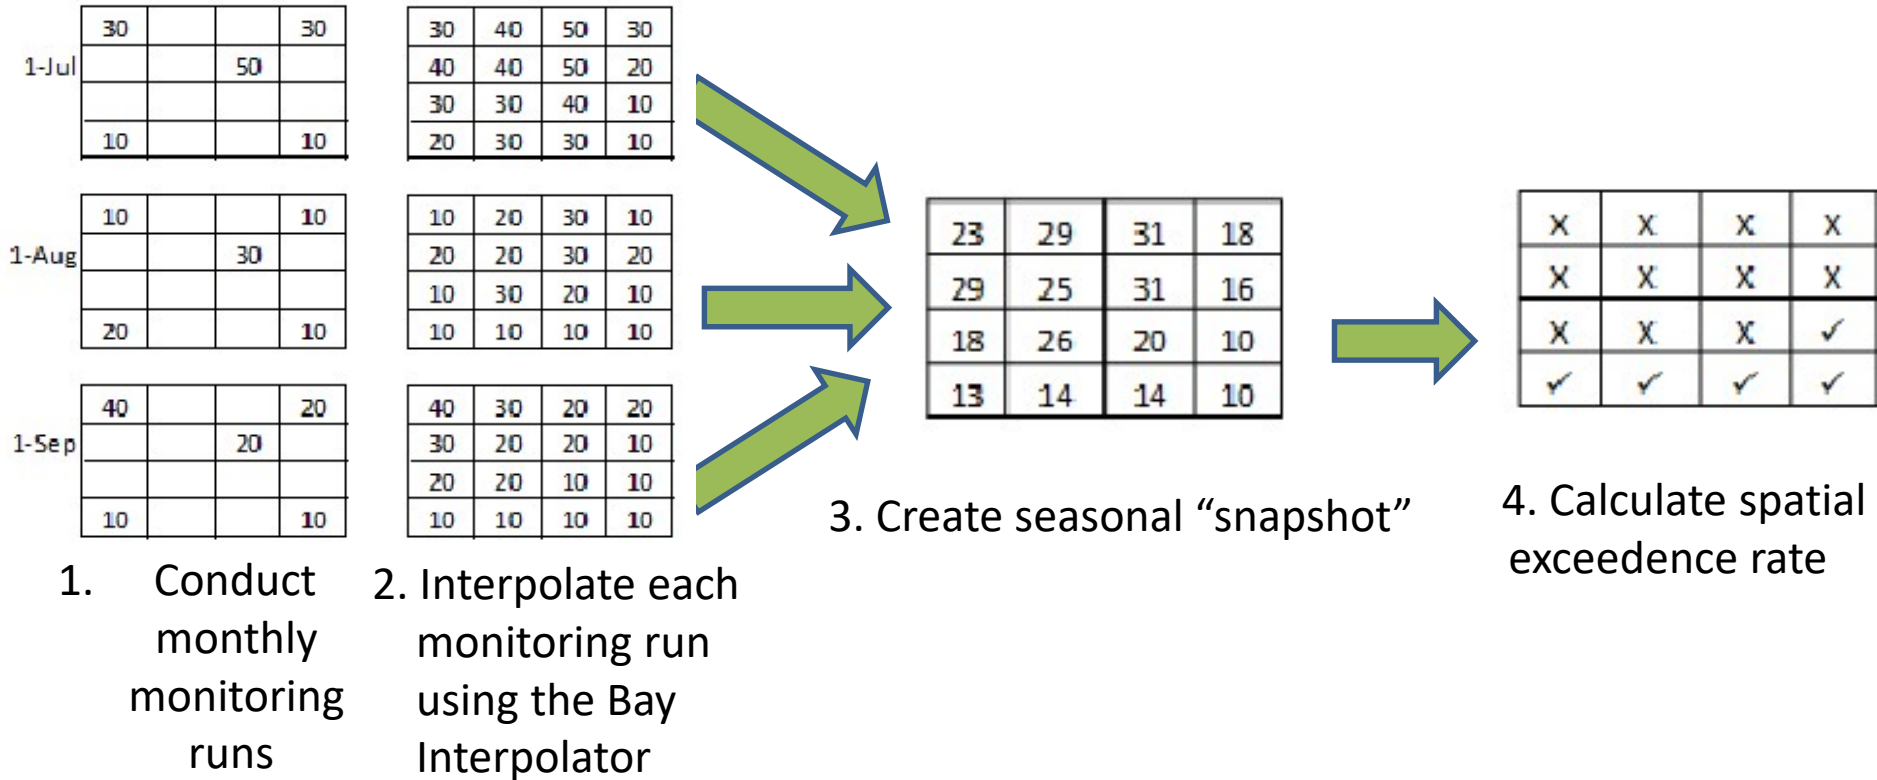 30 30
1-Jul 50
10 10
10 10
1-Aug 30
20 10
40 20
1-Sep 20
10 10
30 40 50 30
40 40 50 20
30 30 40 10
20 30 30 10
10 20 30 10
20 20 30 20
10 30 20 10
10 10 10 10
40 30 20 20
30 20 20 10
20 20 10 10
10 10 10 10
23 29 31 18
29 25 31 16
18 26 20 10
13 14 14 10
X X X X
X X X X
X X X ✓
✓ ✓ ✓ ✓
1. Conduct
monthly
monitoring
runs
2. Interpolate each
monitoring run
using the Bay
Interpolator
3. Create seasonal “snapshot”
4. Calculate spatial
exceedence rate